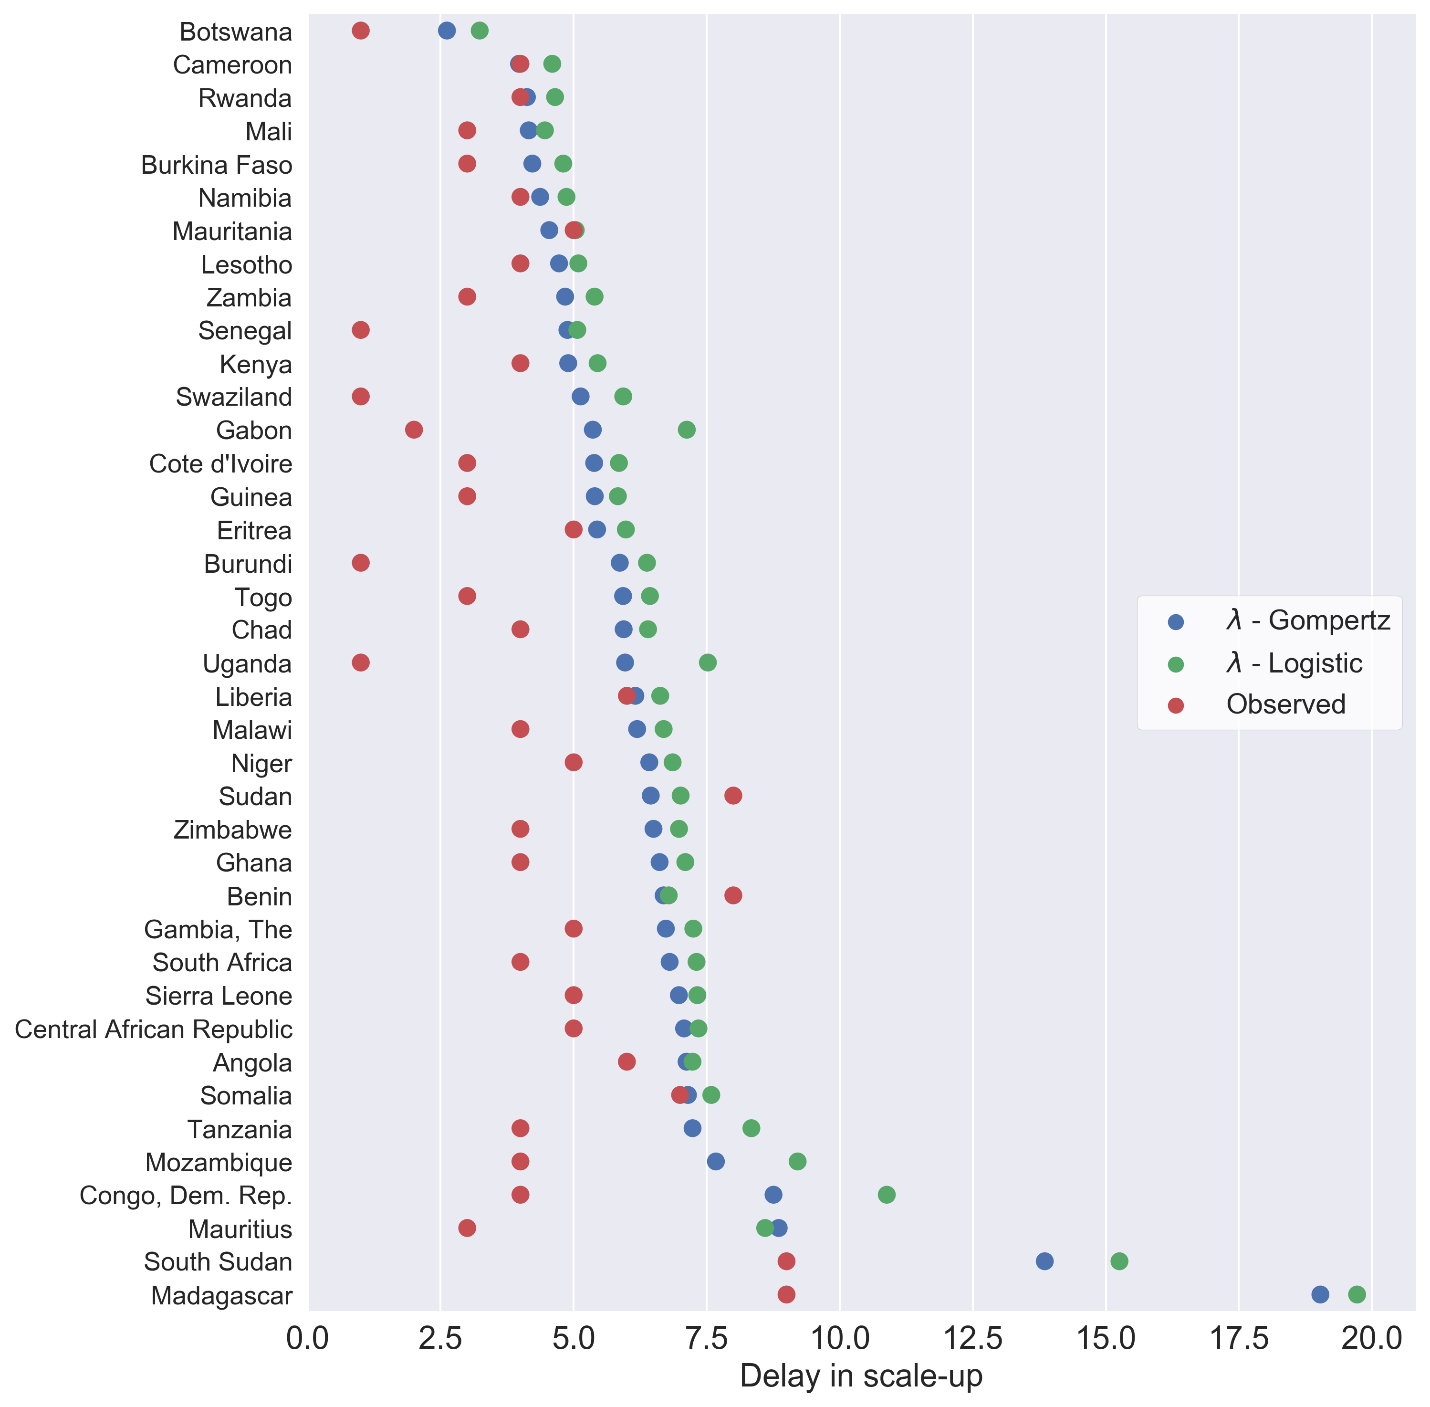 Botswana
Cameroon
Rwanda
Mali
Burkina Faso
Namibia
Mauritania
Lesotho
Zambia
Senegal
Kenya
Swaziland
Gabon
Cote d'Ivoire
Guinea
Eritrea
Burundi
Togo
Chad
Uganda
Liberia
Malawi
Niger
Sudan
Zimbabwe
Ghana
Benin
Gambia, The
South Africa
Sierra Leone
Central African Republic
Angola
Somalia
Tanzania
Mozambique
Congo, Dem. Rep.
Mauritius
South Sudan
Madagascar
λ - Gompertz
λ - Logistic
Observed
0.0 2.5 5.0 7.5 10.0 12.5 15.0 17.5 20.0
Delay in scale-up